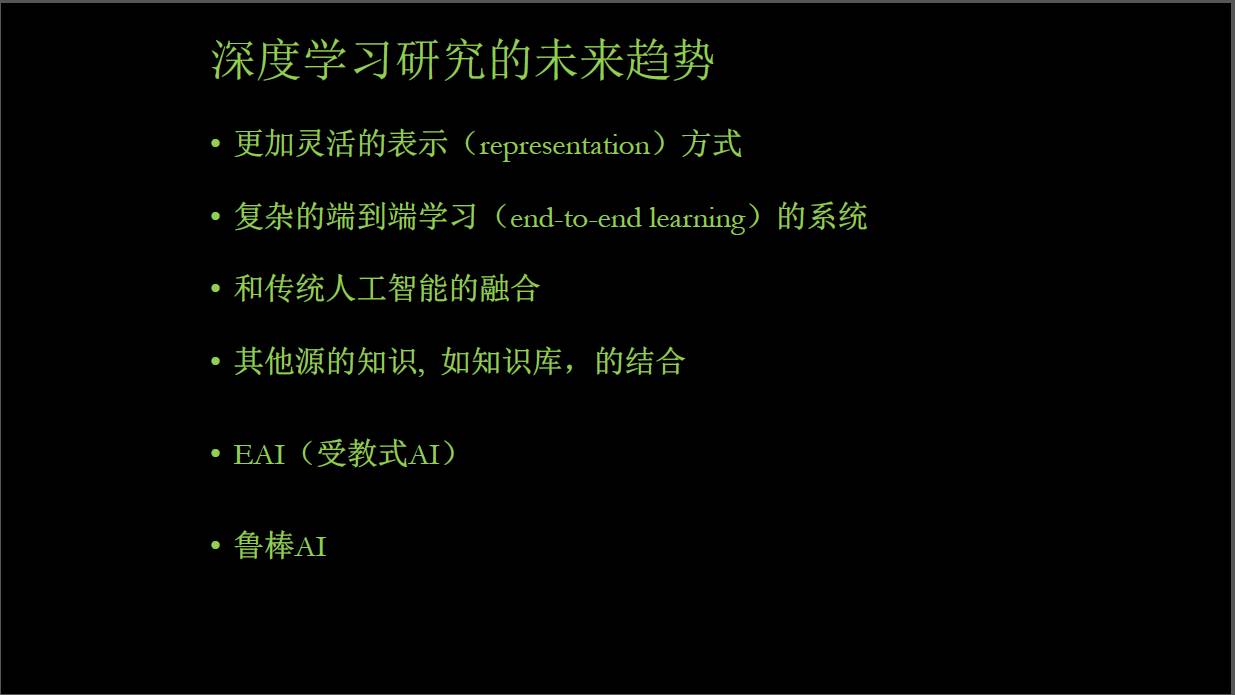 深度学习研究的未来趋势
• 更加灵活的表示（representation）方式
• 复杂的端到端学习（end-to-end learning）的系统
• 和传统人工智能的融合
• 其他源的知识, 如知识库，的结合
• EAI（受教式AI）
• 鲁棒AI